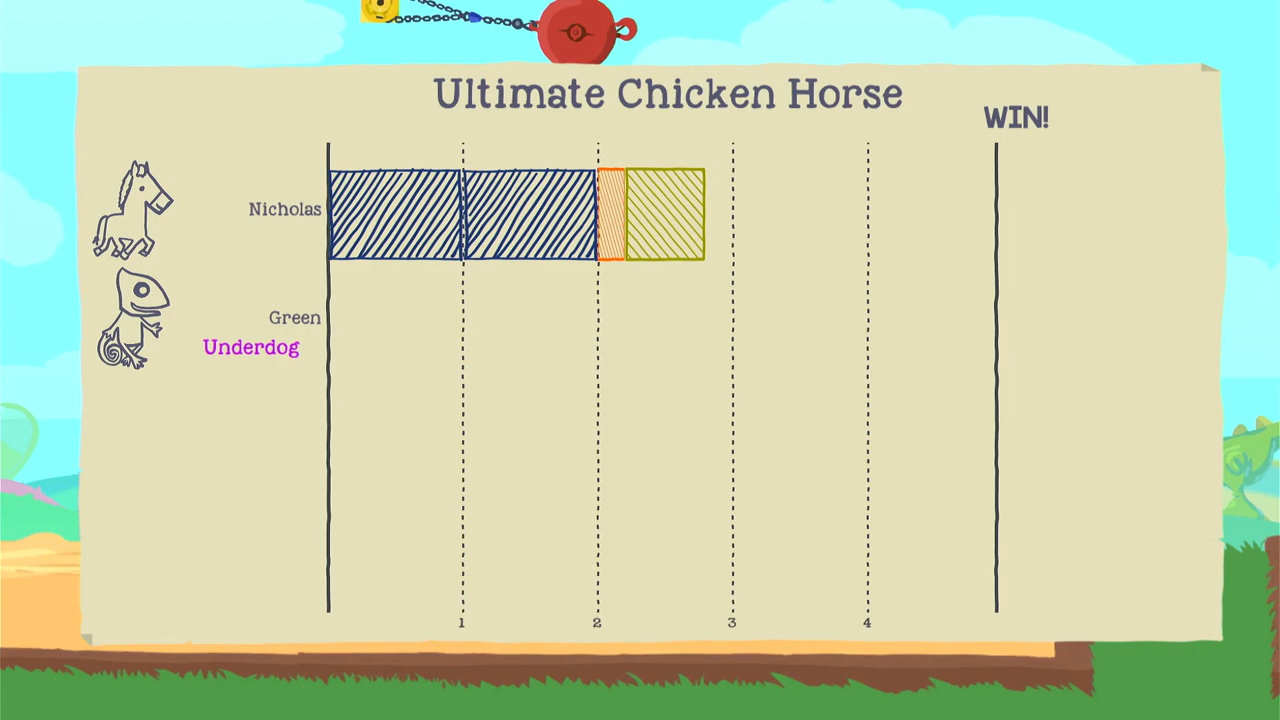 Ultimate Chicken Horse
WIN!
Nicholas
Green
Underdog
1 2 3 4